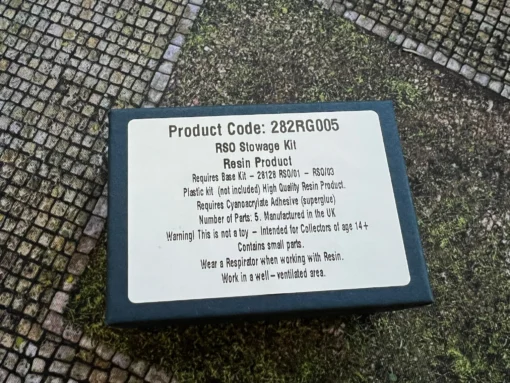 Product Code: 282RG005
RSO Stowage Kit
Resin Product
Requires Base Kit - 28128 RSO/01 - RSO/03
Plastic kit (not included) High Quality Resin Product.
Requires Cyanoacrylate Adhesive (superglue)
Number of Parts: 5. Manufactured in the UK
Warning! This is not a toy - Intended for Collectors of age 14+
Contains small parts.
Wear a Respirator when working with Resin.
Work in a well-ventilated area.